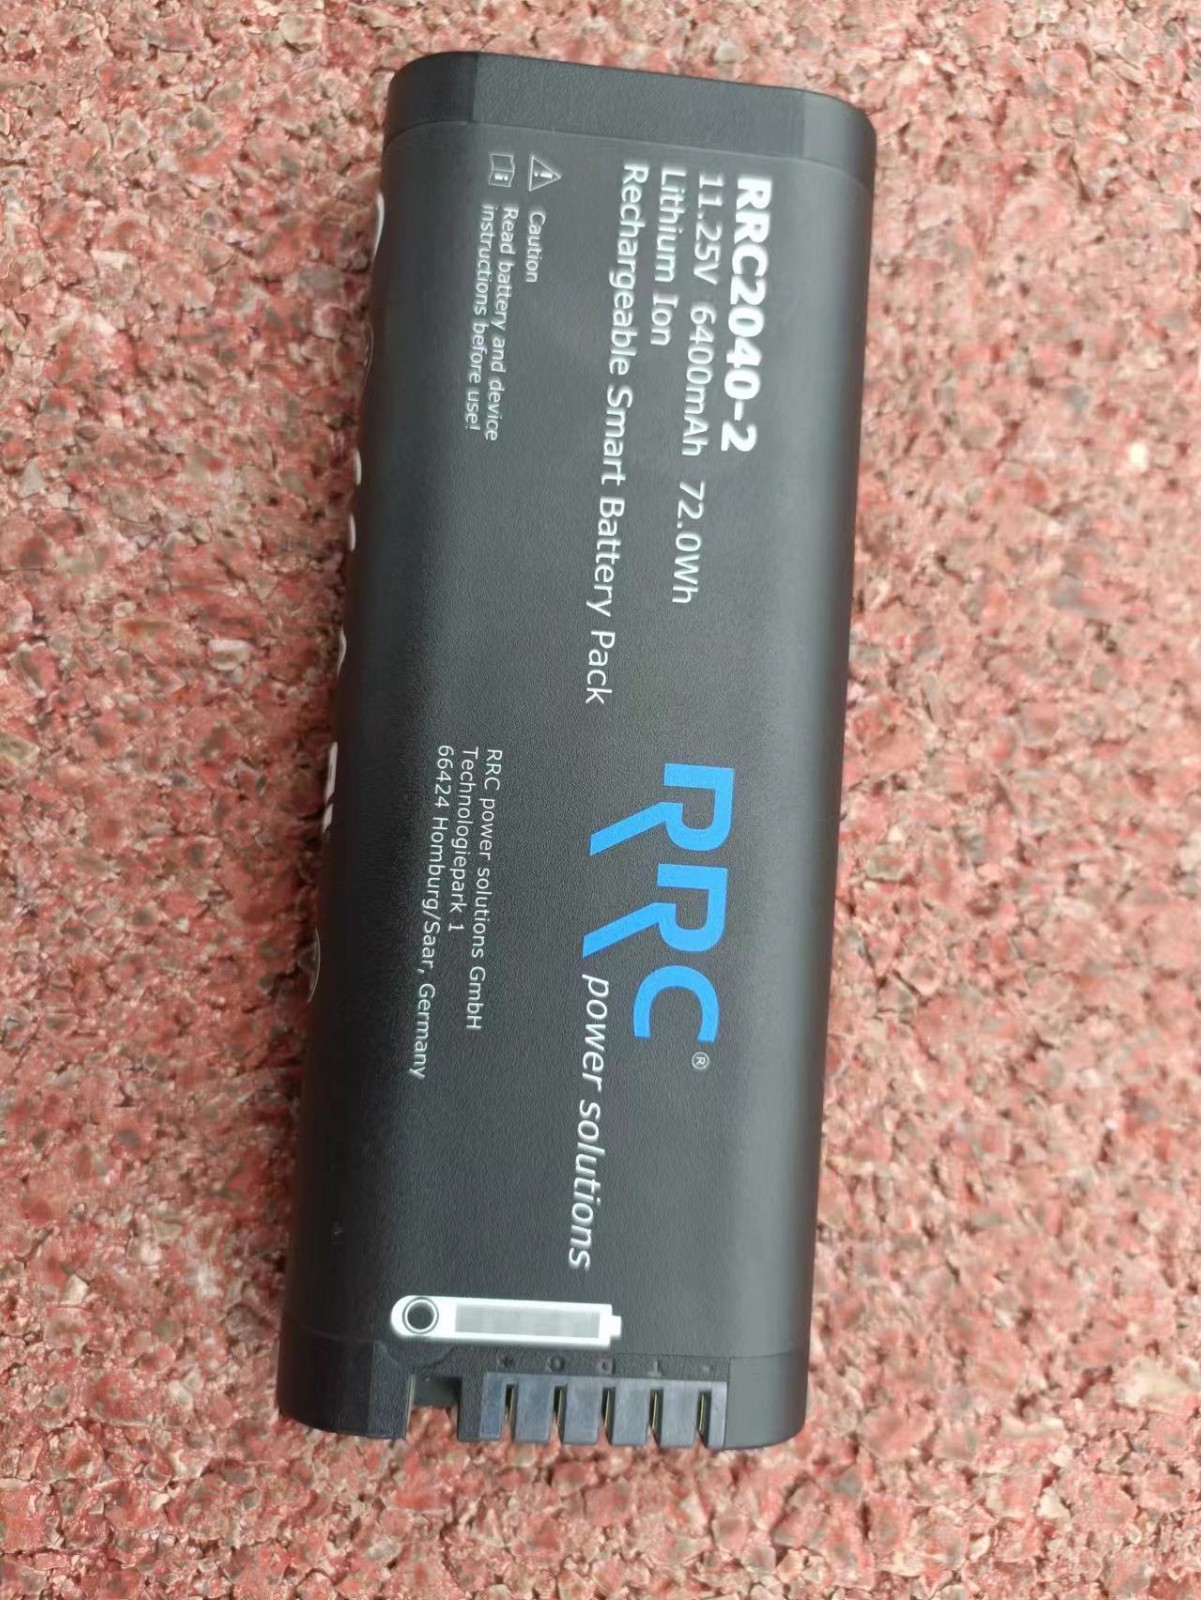 RRC2040-2
11.25V 6400mAh 72.0Wh
Lithium Ion
Rechargeable Smart Battery Pack
Caution
Read battery and device
instructions before use!
RRC®
power solutions
RRC power solutions GmbH
Technologiepark 1
66424 Homburg/Saar, Germany